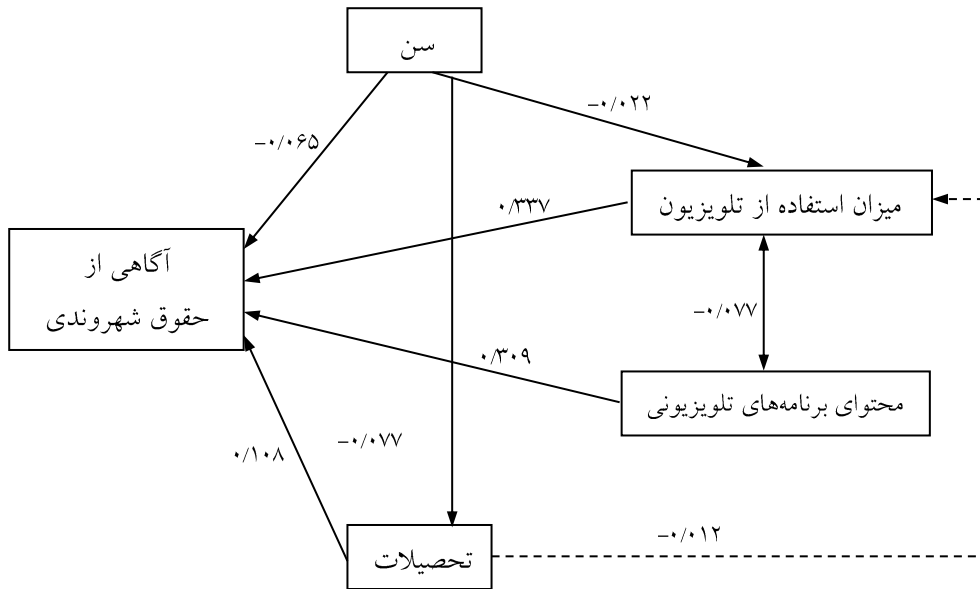 سن
-۰/۰۲۲
-۰/۰۶۵
میزان استفاده از تلویزیون
۰/۳۳۷
آگاهی از
حقوق شهروندی
-۰/۰۷۷
۰/۳۰۹
محتوای برنامه‌های تلویزیونی
-۰/۰۷۷
۰/۱۰۸
-۰/۰۱۲
تحصیلات